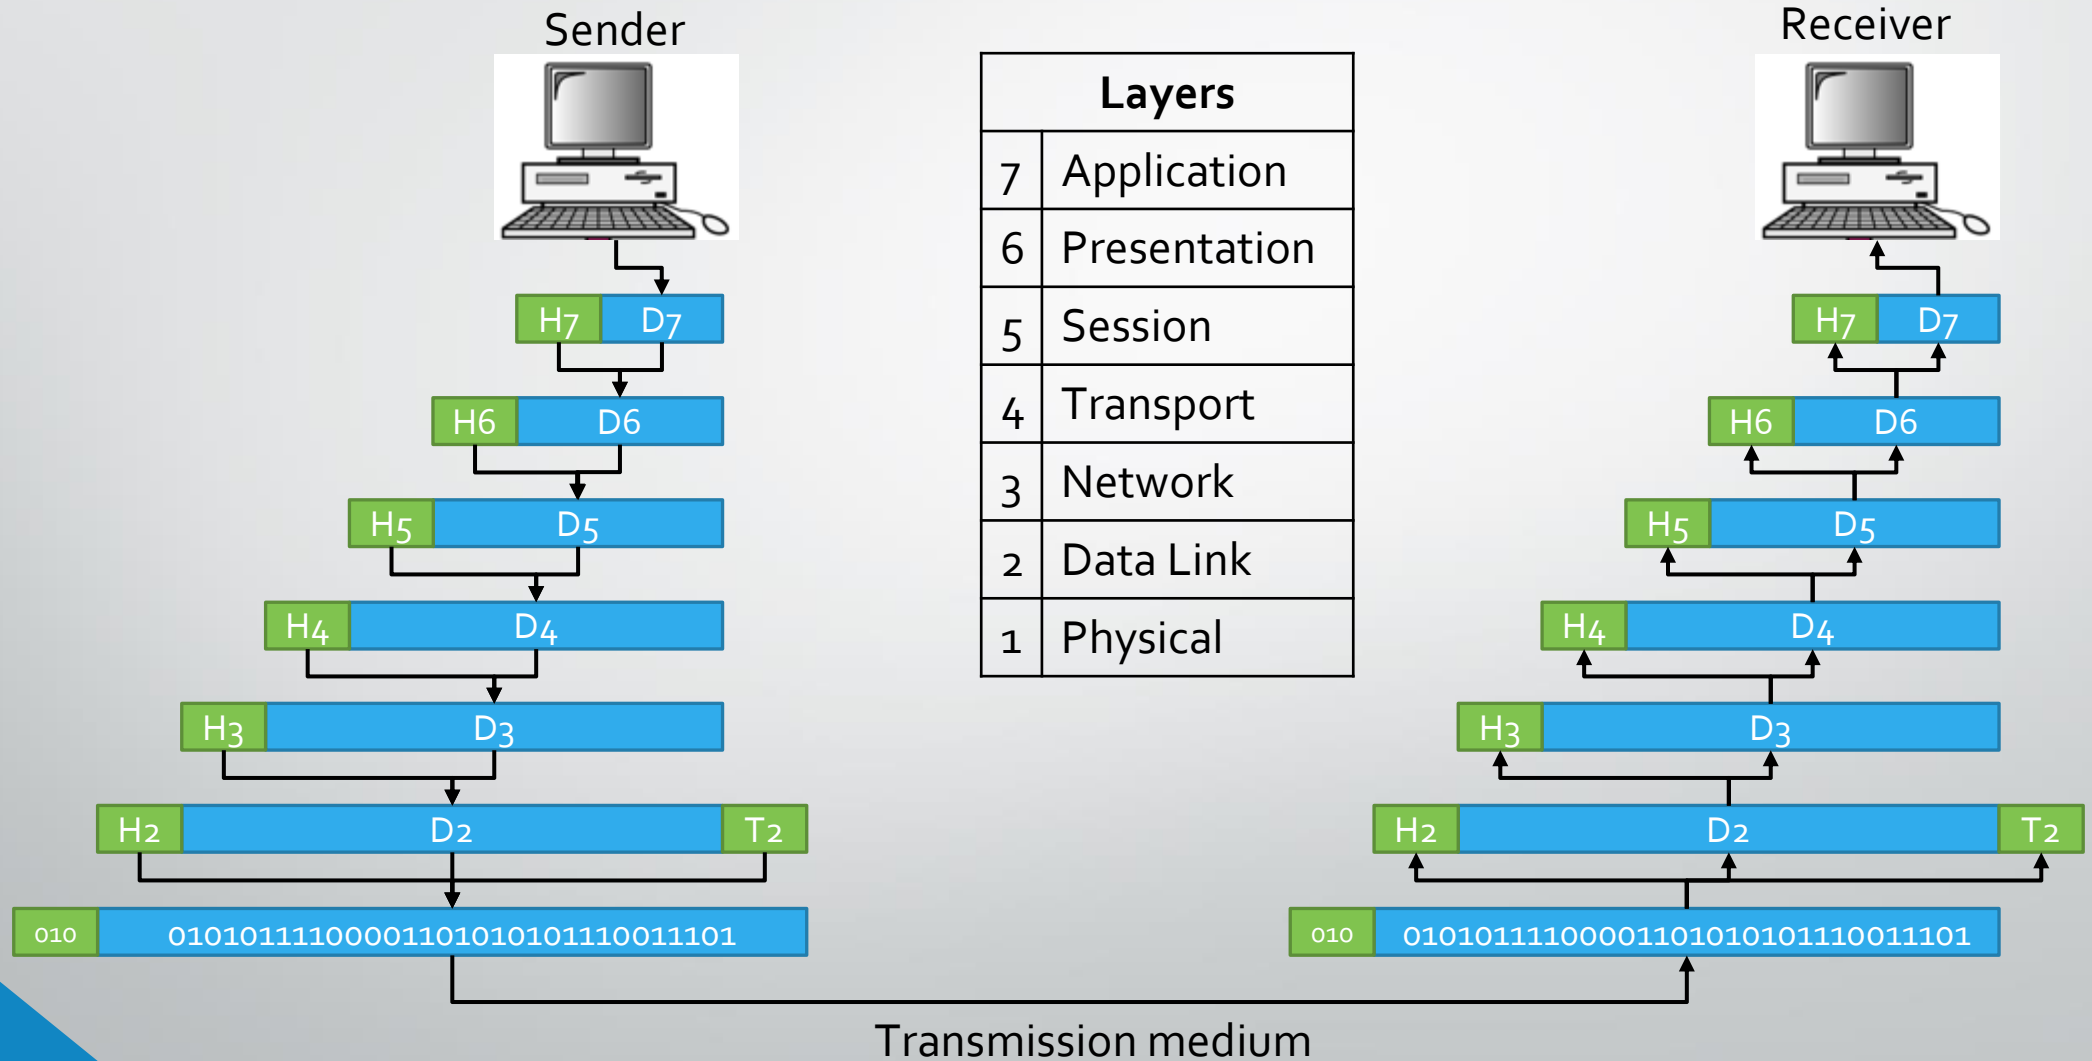 Sender
Receiver
Layers
7 Application
6 Presentation
5 Session
4 Transport
3 Network
2 Data Link
1 Physical
H7 D7
H6 D6
H5 D5
H4 D4
H3 D3
H2 D2 T2
010 01010111100001101010101110011101
H7 D7
H6 D6
H5 D5
H4 D4
H3 D3
H2 D2 T2
010 01010111100001101010101110011101
Transmission medium